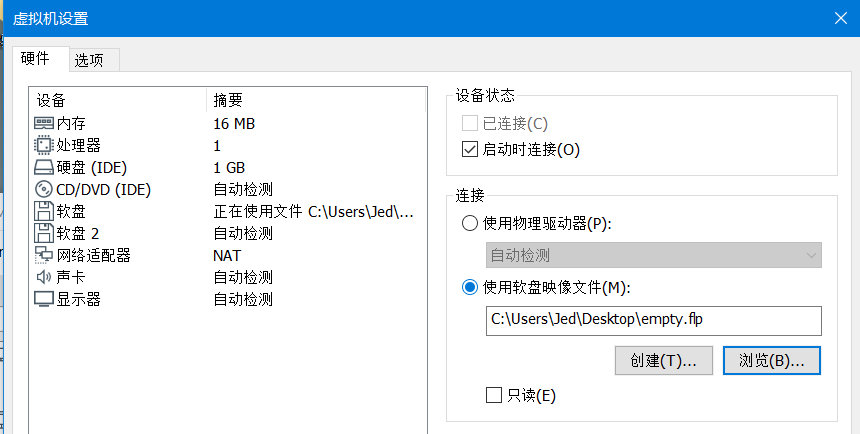 虚拟机设置
硬件 选项
设备 摘要
内存 16 MB
处理器 1
硬盘 (IDE) 1 GB
CD/DVD (IDE) 自动检测
软盘 正在使用文件 C:\Users\Jed\...
软盘 2 自动检测
网络适配器 NAT
声卡 自动检测
显示器 自动检测
设备状态
已连接(C)
启动时连接(O)
连接
使用物理驱动器(P):
自动检测
使用软盘映像文件(M):
C:\Users\Jed\Desktop\empty.flp
创建(T)... 浏览(B)...
只读(E)